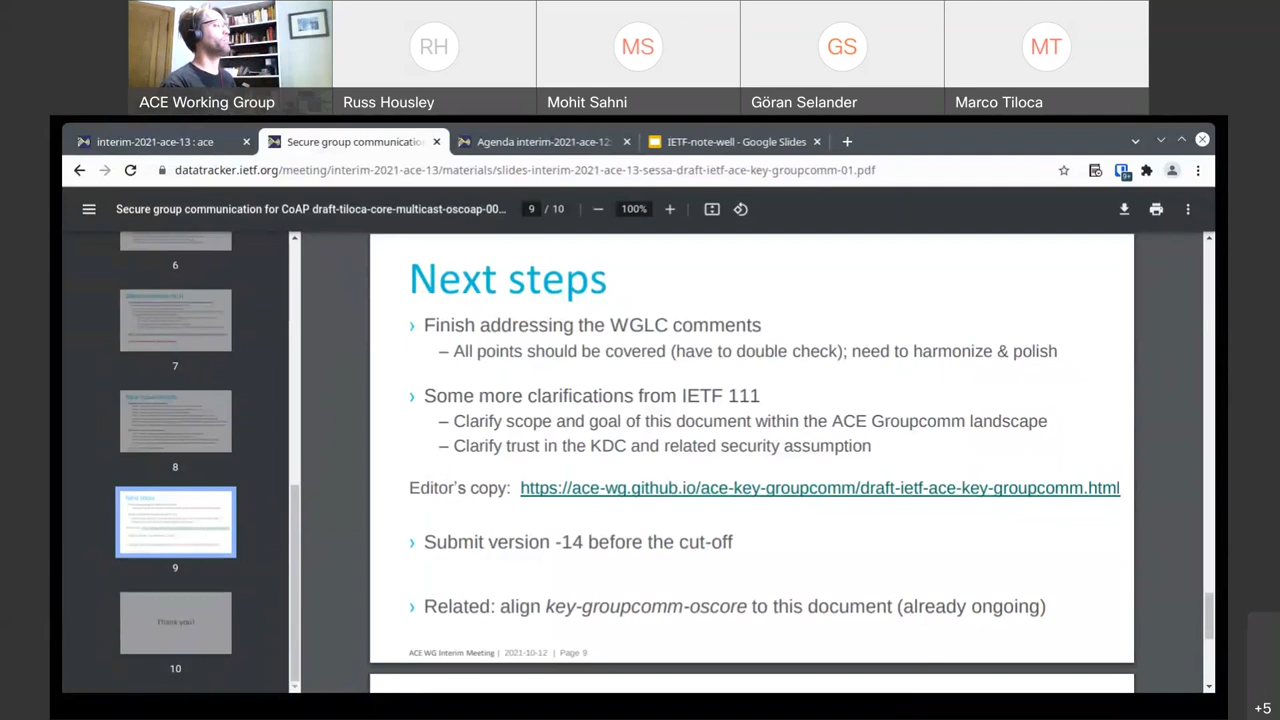 RH
MS
GS
MT
ACE Working Group
Russ Housley
Mohit Sahni
Göran Selander
Marco Tiloca
interim-2021-ace-13 : ace
Secure group communicatio
Agenda interim-2021-ace-12:
IETF-note-well - Google Slides
datatracker.ietf.org/meeting/interim-2021-ace-13/materials/slides-interim-2021-ace-13-sessa-draft-ietf-ace-key-groupcomm-01.pdf
9+
Secure group communication for CoAP draft-tiloca-core-multicast-oscoap-00...
9 / 10
100%
6
7
8
9
Thank you!
10
Next steps
› Finish addressing the WGLC comments
– All points should be covered (have to double check); need to harmonize & polish
› Some more clarifications from IETF 111
– Clarify scope and goal of this document within the ACE Groupcomm landscape
– Clarify trust in the KDC and related security assumption
Editor's copy: https://ace-wg.github.io/ace-key-groupcomm/draft-ietf-ace-key-groupcomm.html
› Submit version -14 before the cut-off
› Related: align key-groupcomm-oscore to this document (already ongoing)
ACE WG Interim Meeting | 2021-10-12 | Page 9
+5